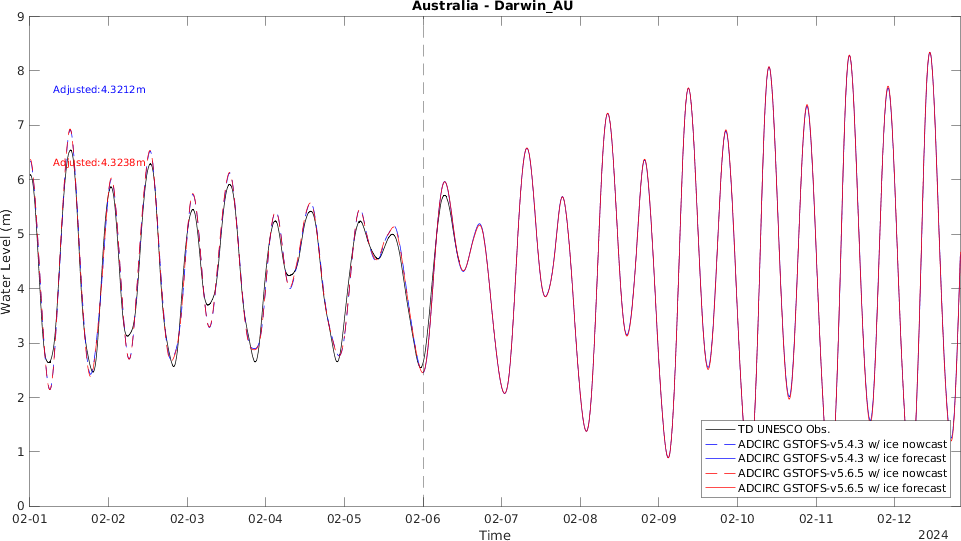 Australia - Darwin_AU
9
8
7
6
5
4
3
2
1
0
Water Level (m)
Adjusted:4.3212m
Adjusted:4.3238m
TD UNESCO Obs.
ADCIRC GSTOFS-v5.4.3 w/ ice nowcast
ADCIRC GSTOFS-v5.4.3 w/ ice forecast
ADCIRC GSTOFS-v5.6.5 w/ ice nowcast
ADCIRC GSTOFS-v5.6.5 w/ ice forecast
02-01 02-02 02-03 02-04 02-05 02-06 02-07 02-08 02-09 02-10 02-11 02-12
Time
2024